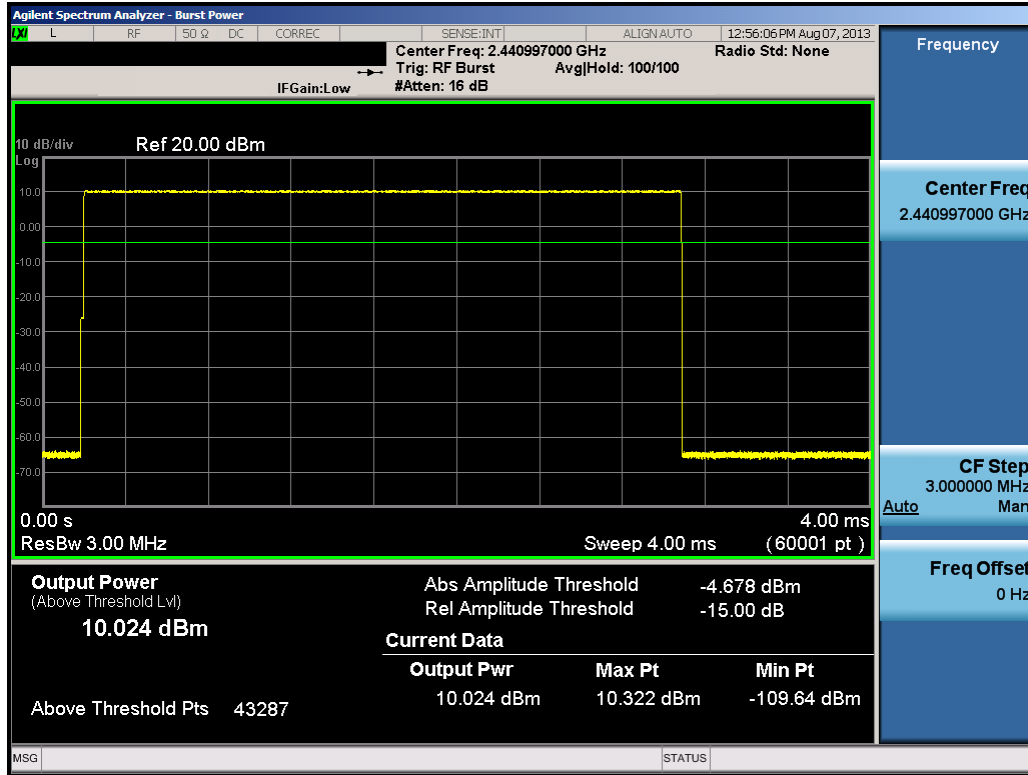 Agilent Spectrum Analyzer - Burst Power
LXI L RF 50 Ω DC CORREC SENSE:INT ALIGN AUTO 12:56:06 PM Aug 07, 2013
Center Freq: 2.440997000 GHz Radio Std: None
Trig: RF Burst Avg|Hold: 100/100
IFGain:Low #Atten: 16 dB
10 dB/div Ref 20.00 dBm
Log
10.0
0.00
-10.0
-20.0
-30.0
-40.0
-50.0
-60.0
-70.0
0.00 s 4.00 ms
ResBw 3.00 MHz Sweep 4.00 ms (60001 pt)
Output Power
(Above Threshold Lvl)
10.024 dBm
Above Threshold Pts 43287
Abs Amplitude Threshold -4.678 dBm
Rel Amplitude Threshold -15.00 dB
Current Data
Output Pwr Max Pt Min Pt
10.024 dBm 10.322 dBm -109.64 dBm
MSG STATUS
Frequency
Center Freq
2.440997000 GHz
CF Step
3.000000 MHz
Auto Man
Freq Offset
0 Hz